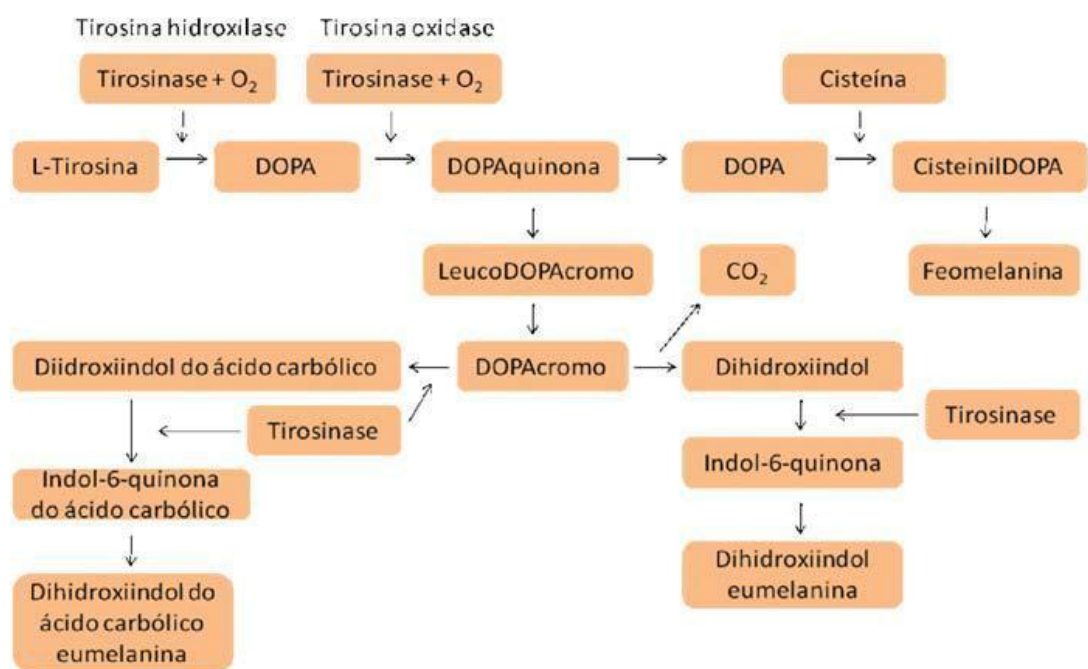 Tirosina hidroxilase
Tirosina oxidase
Tirosinase + O₂
Tirosinase + O₂
Cisteína
L-Tirosina
DOPA
DOPAquinona
DOPA
CisteinilDOPA
LeucoDOPAcromo
CO₂
Feomelanina
Diidroxiindol do ácido carbólico
DOPAcromo
Dihidroxiindol
Tirosinase
Tirosinase
Indol-6-quinona
do ácido carbólico
Indol-6-quinona
Dihidroxiindol do
ácido carbólico
eumelanina
Dihidroxiindol
eumelanina